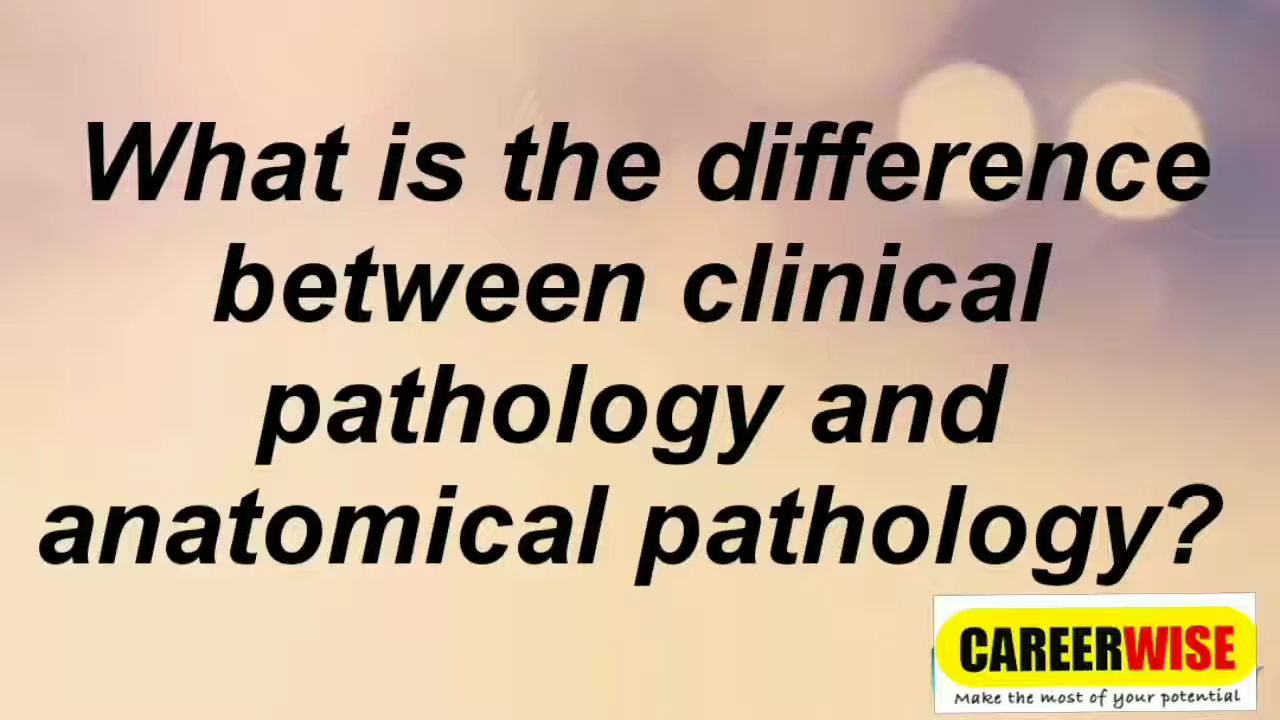 What is the difference
between clinical
pathology and
anatomical pathology?
CAREERWISE
Make the most of your potential